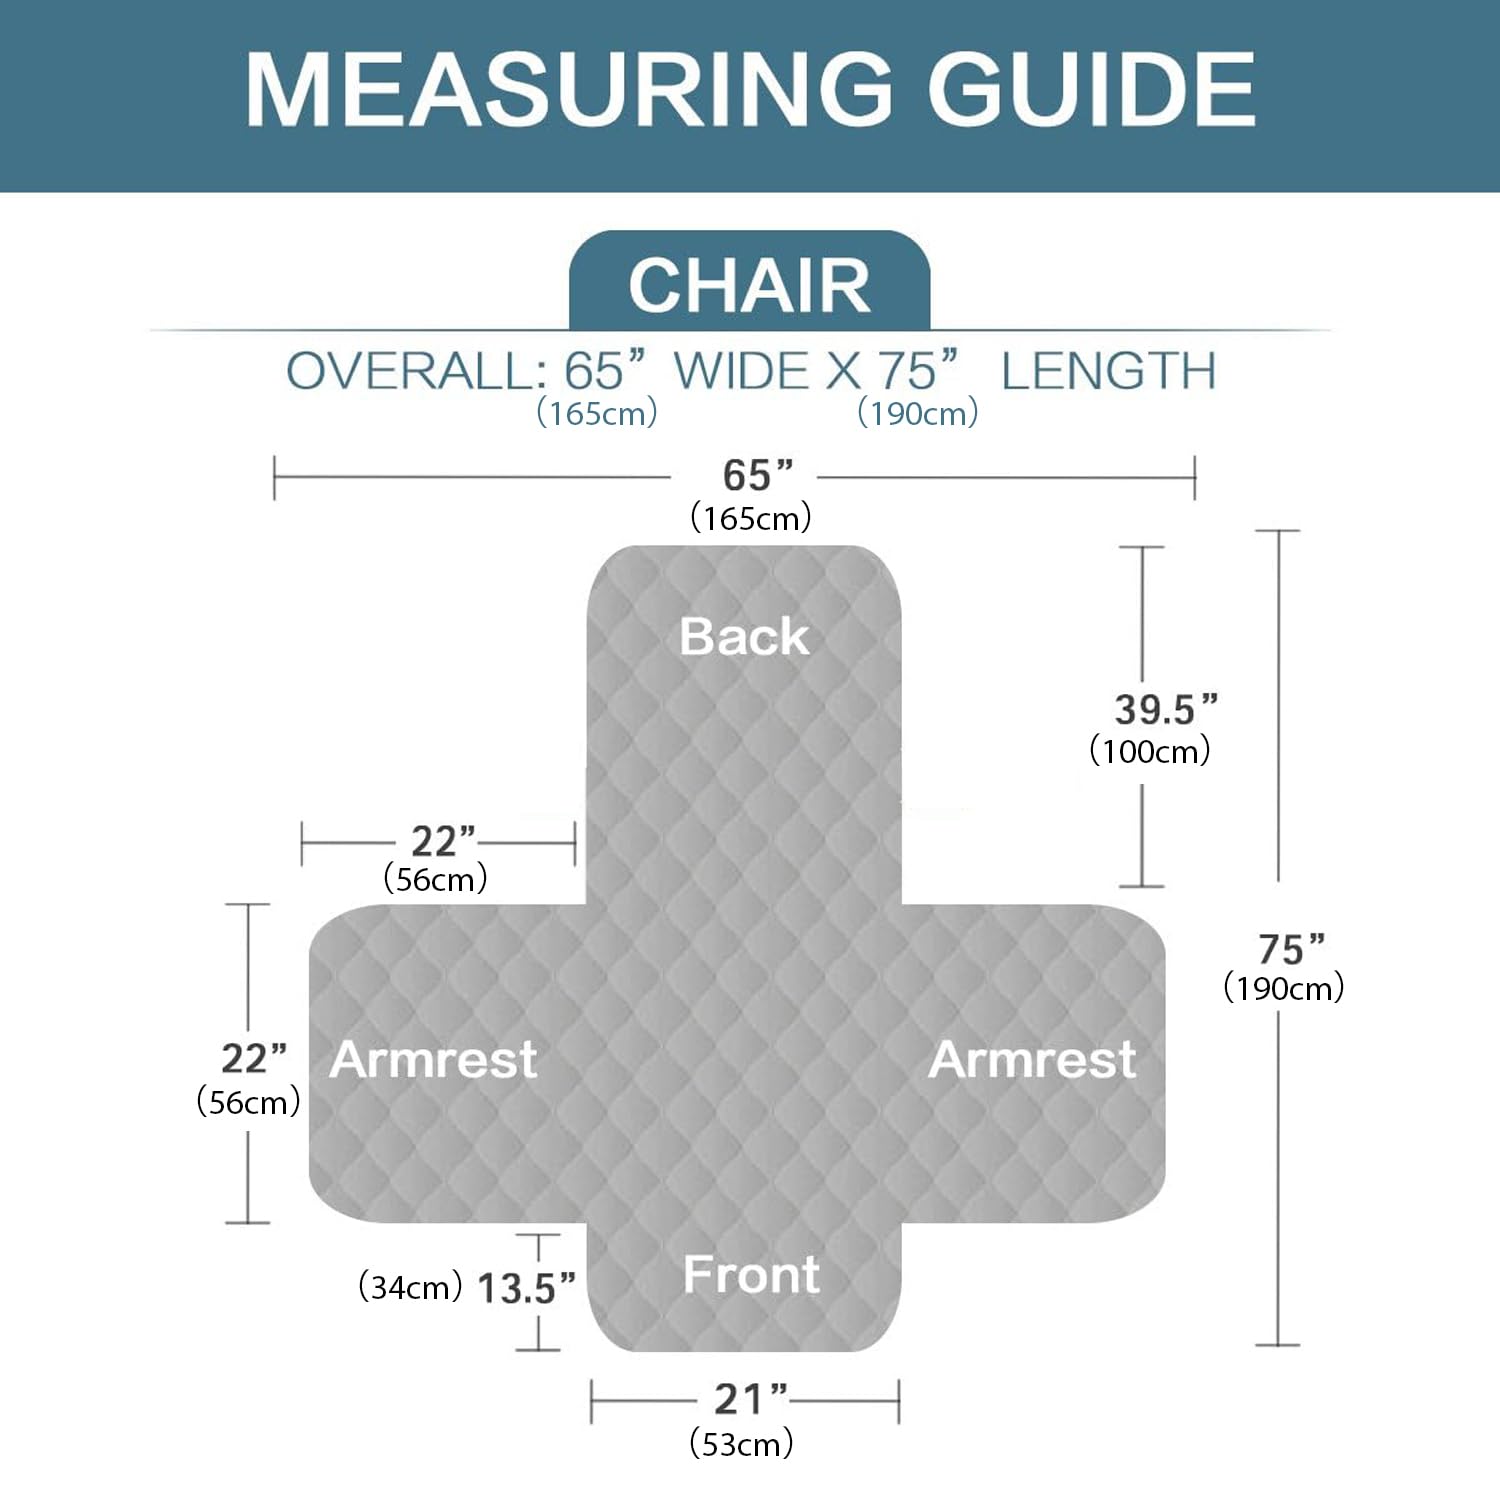 MEASURING GUIDE
CHAIR
OVERALL: 65” WIDE X 75” LENGTH
(165cm) (190cm)
65”
(165cm)
Back
39.5”
(100cm)
22”
(56cm)
75”
(190cm)
22”
(56cm)
Armrest Armrest
(34cm) 13.5”
Front
21”
(53cm)